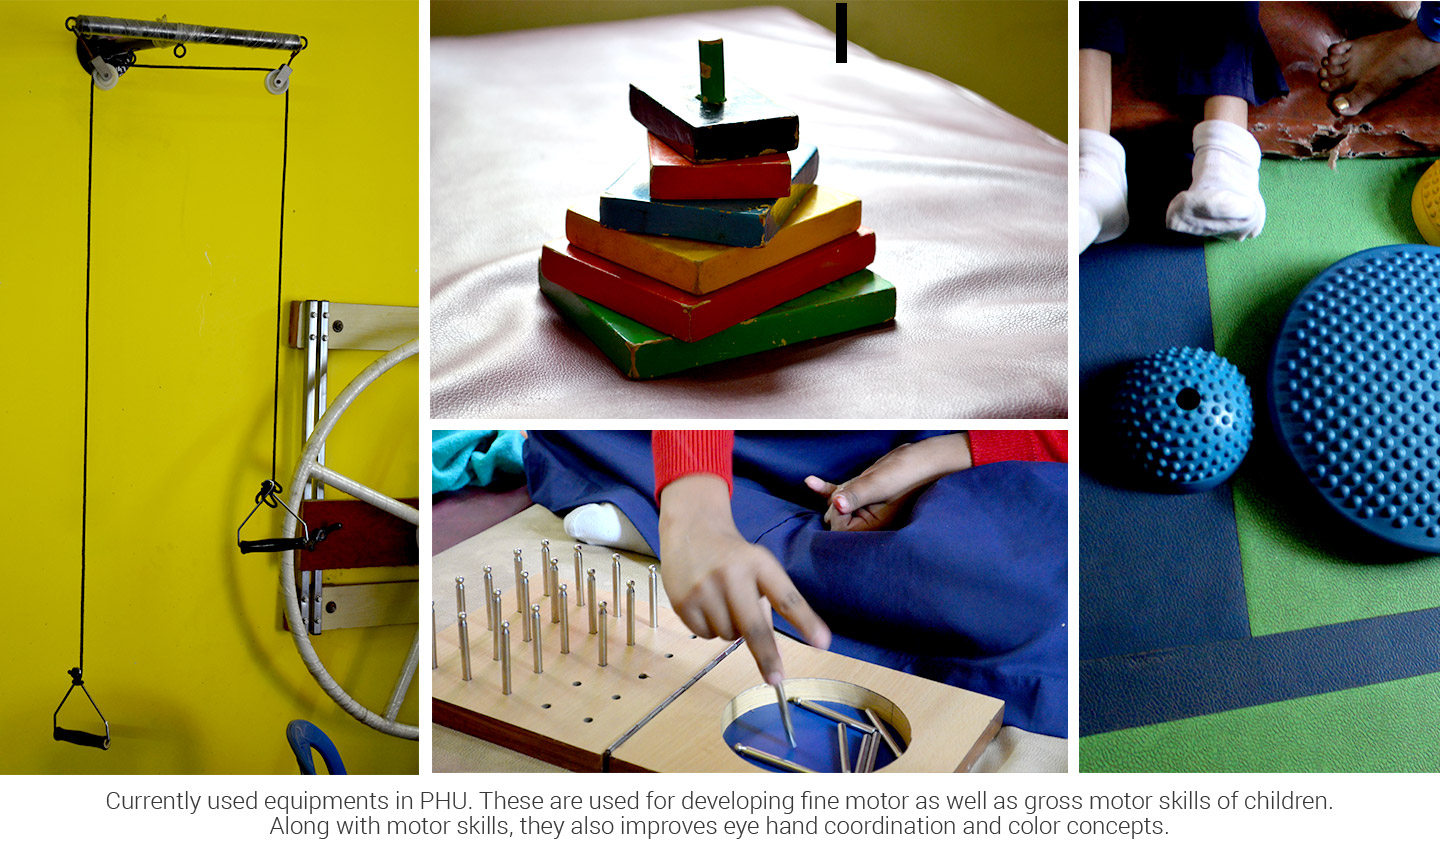 Currently used equipments in PHU. These are used for developing fine motor as well as gross motor skills of children.
Along with motor skills, they also improves eye hand coordination and color concepts.